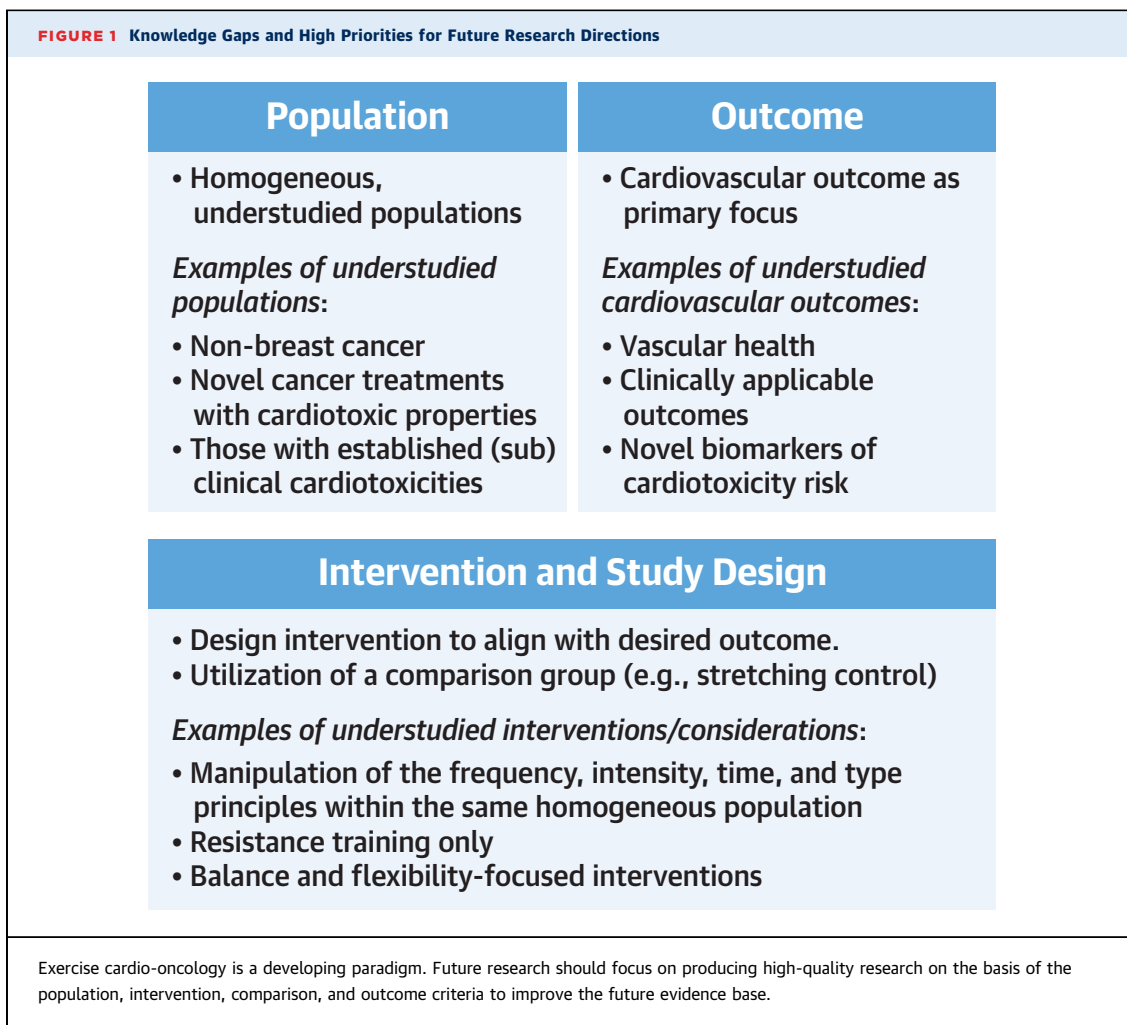 FIGURE 1 Knowledge Gaps and High Priorities for Future Research Directions
Population
• Homogeneous,
understudied populations
Examples of understudied
populations:
• Non-breast cancer
• Novel cancer treatments
with cardiotoxic properties
• Those with established (sub)
clinical cardiotoxicities
Outcome
• Cardiovascular outcome as
primary focus
Examples of understudied
cardiovascular outcomes:
• Vascular health
• Clinically applicable
outcomes
• Novel biomarkers of
cardiotoxicity risk
Intervention and Study Design
• Design intervention to align with desired outcome.
• Utilization of a comparison group (e.g., stretching control)
Examples of understudied interventions/considerations:
• Manipulation of the frequency, intensity, time, and type
principles within the same homogeneous population
• Resistance training only
• Balance and flexibility-focused interventions
Exercise cardio-oncology is a developing paradigm. Future research should focus on producing high-quality research on the basis of the
population, intervention, comparison, and outcome criteria to improve the future evidence base.